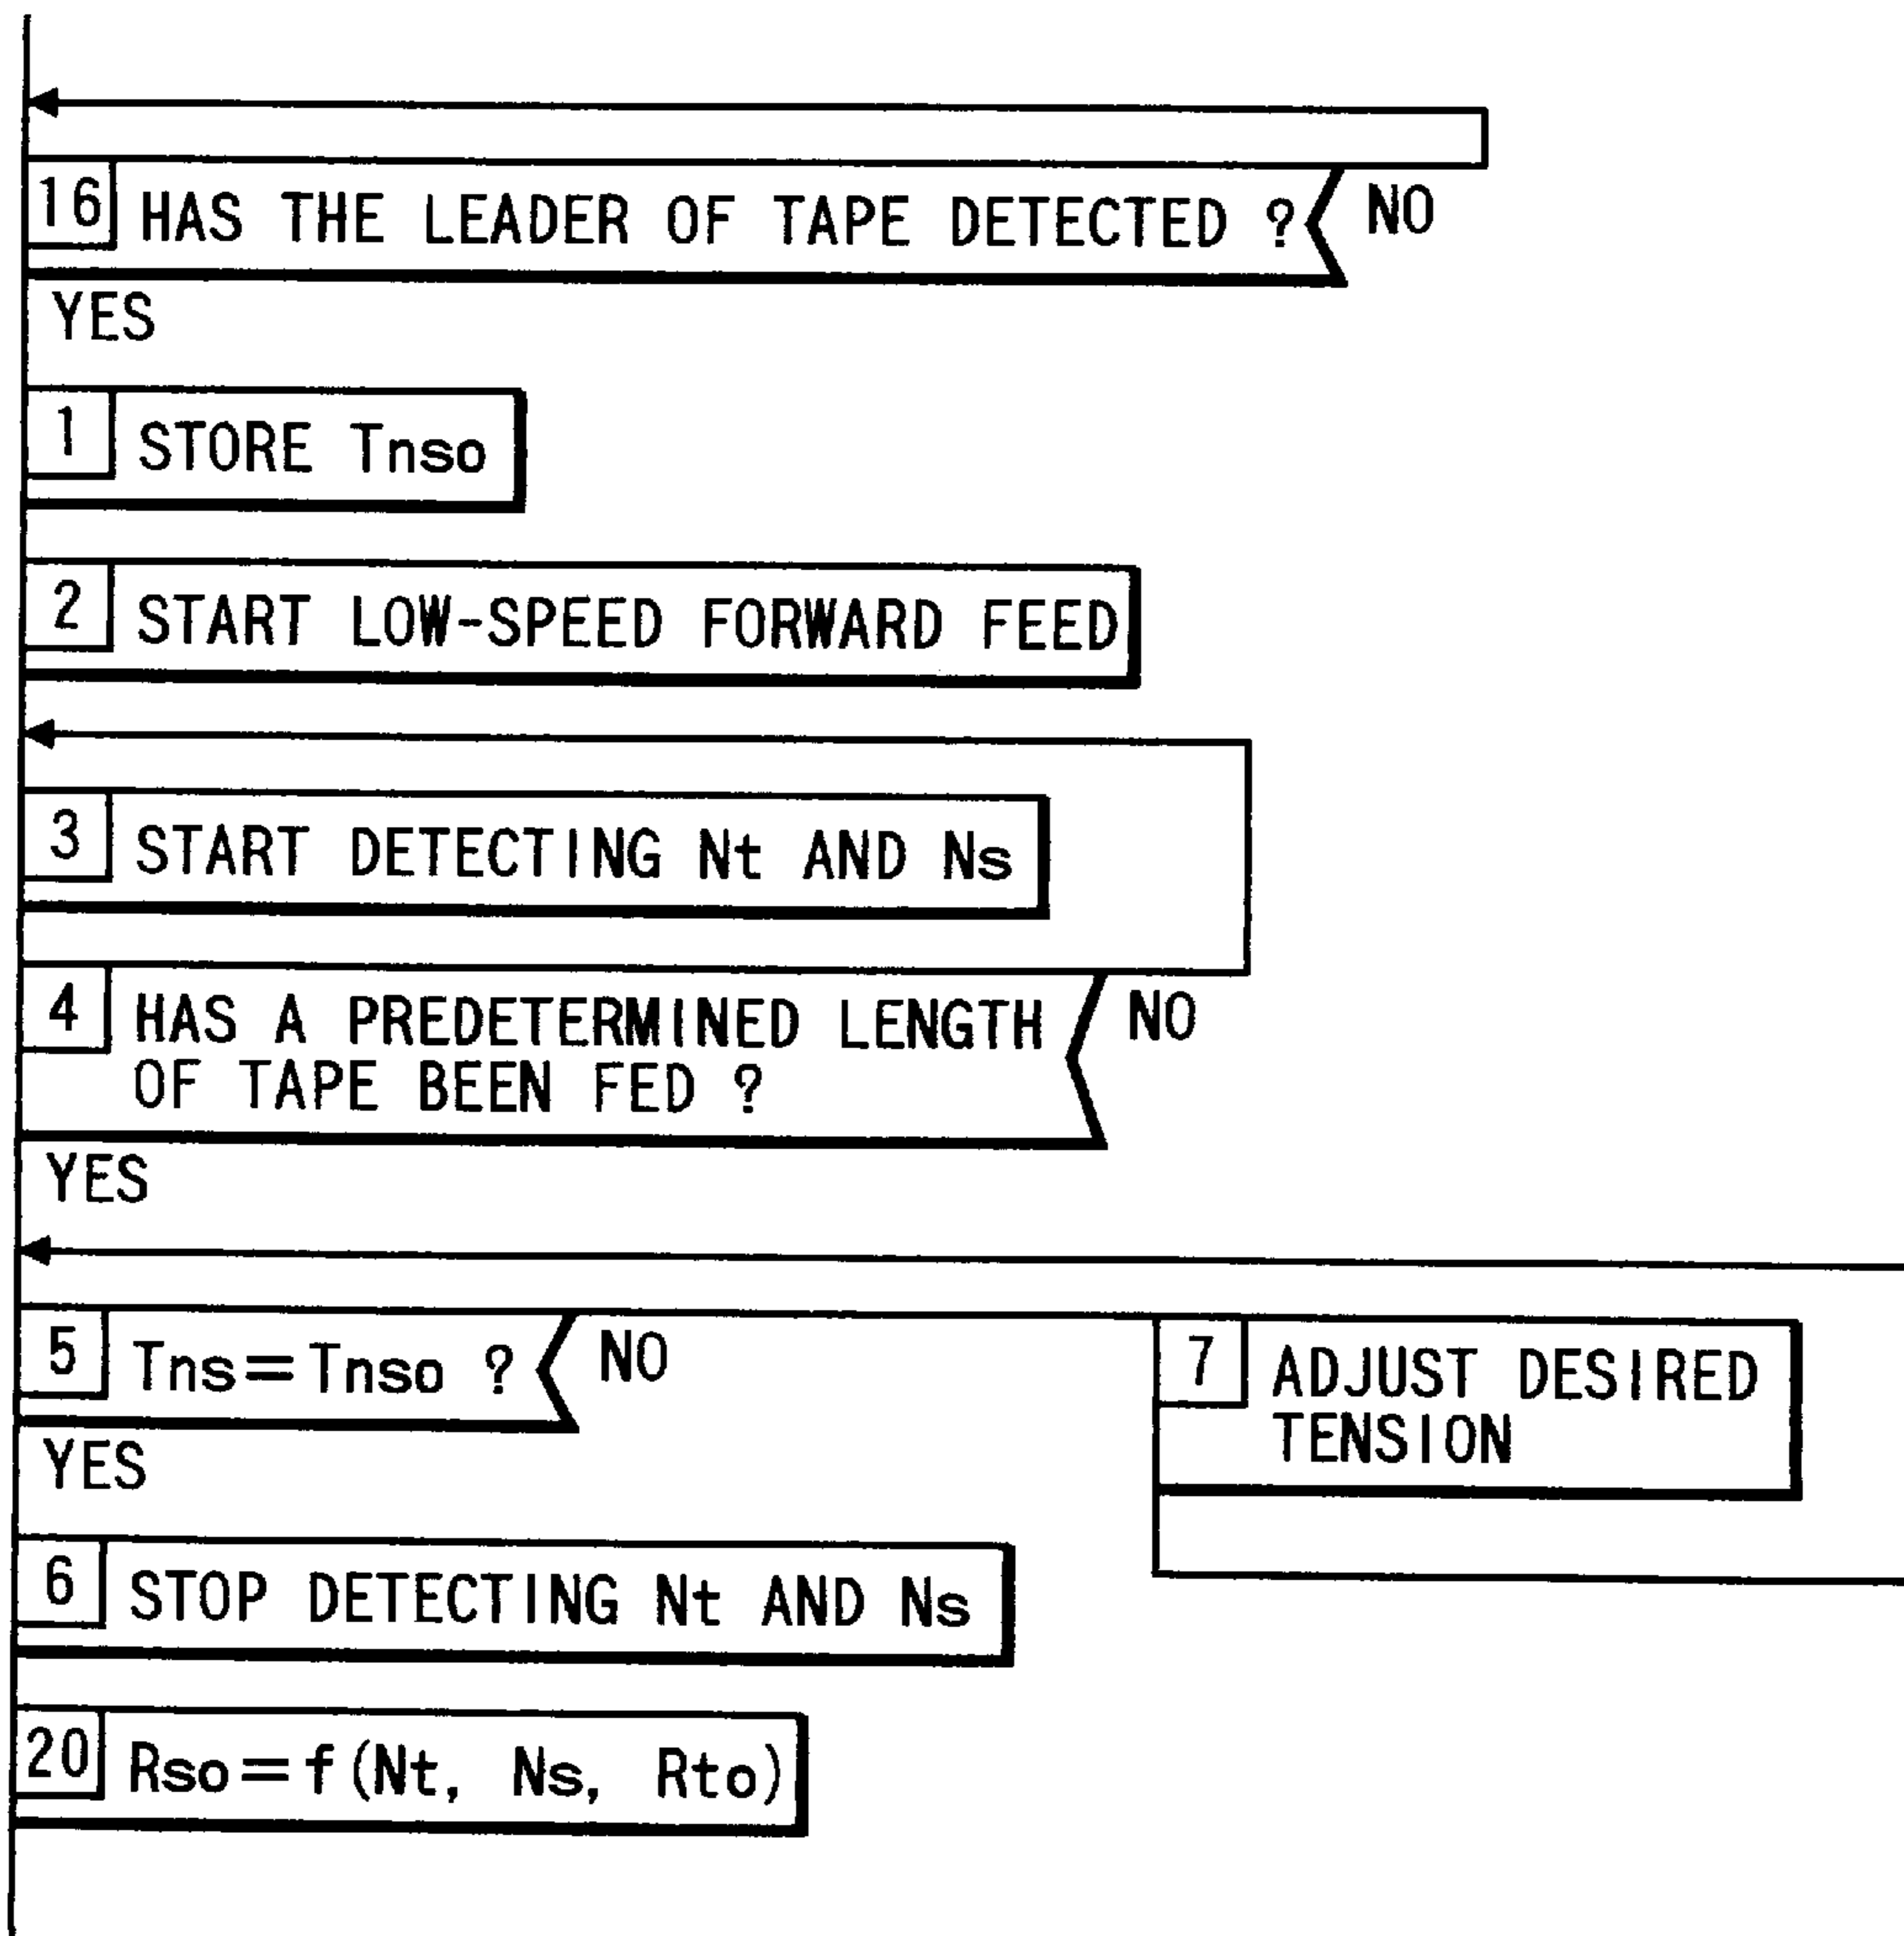 16 HAS THE LEADER OF TAPE DETECTED ? NO
YES
1 STORE Tnso
2 START LOW-SPEED FORWARD FEED
3 START DETECTING Nt AND Ns
4 HAS A PREDETERMINED LENGTH NO
OF TAPE BEEN FED ?
YES
5 Tns=Tnso ? NO
7 ADJUST DESIRED
TENSION
YES
6 STOP DETECTING Nt AND Ns
20 Rso=f(Nt, Ns, Rto)